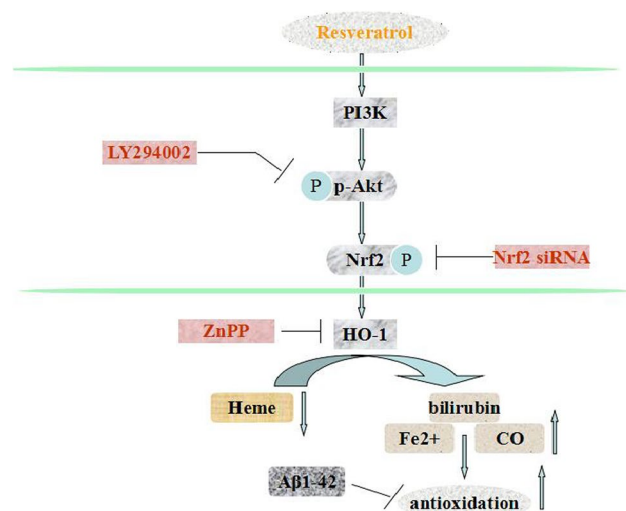 Resveratrol
PI3K
LY294002
P
p-Akt
Nrf2
P
Nrf2 siRNA
ZnPP
HO-1
Heme
bilirubin
Fe2+
CO
Aβ1-42
antioxidation